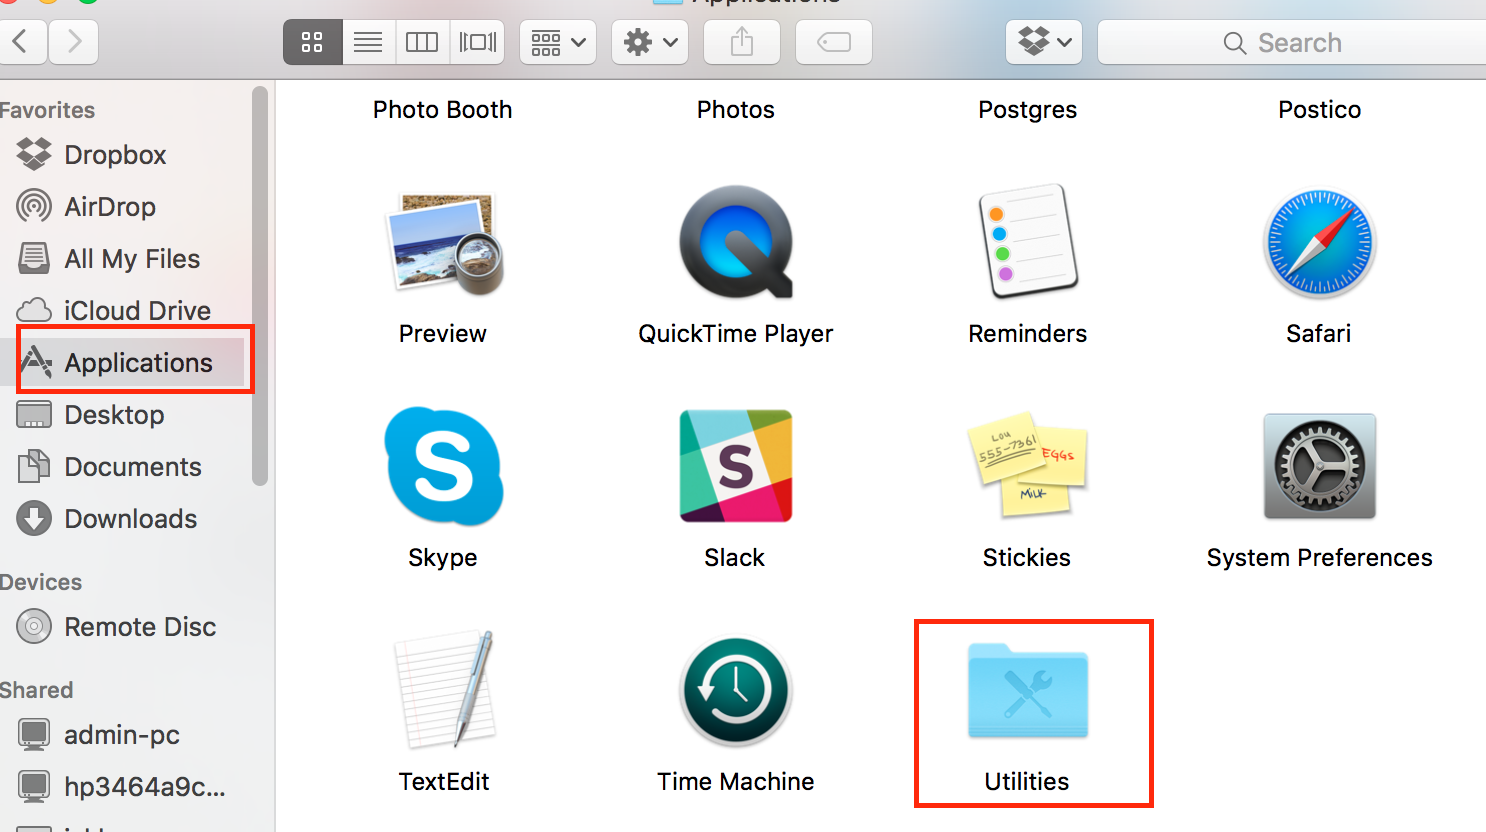 Applications
Search
Favorites
Dropbox
AirDrop
All My Files
iCloud Drive
Applications
Desktop
Documents
Downloads
Devices
Remote Disc
Shared
admin-pc
hp3464a9c...
Photo Booth
Photos
Postgres
Postico
Preview
QuickTime Player
Reminders
Safari
S
S
Lou
555-7361
EGGS
MILK
Skype
Slack
Stickies
System Preferences
TextEdit
Time Machine
Utilities